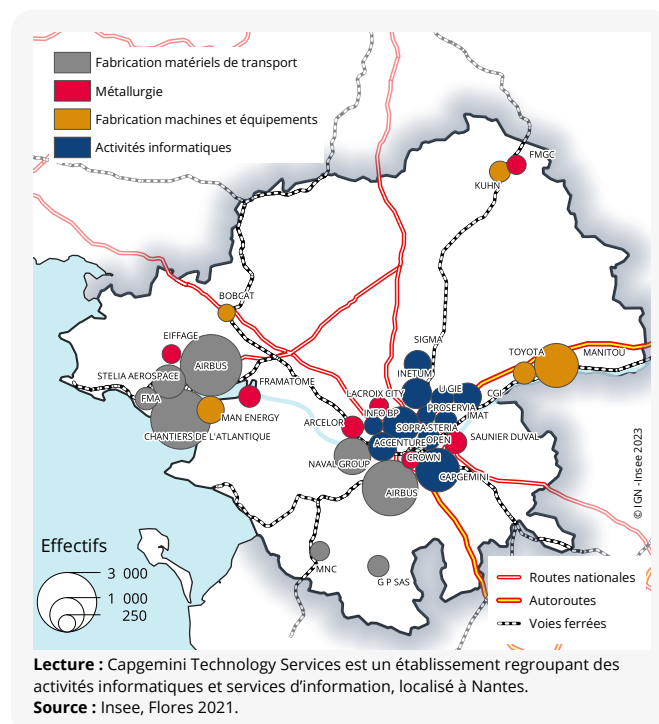 Fabrication matériels de transport
Métallurgie
Fabrication machines et équipements
Activités informatiques
FMGC
KUHN
BOBCAT
EIFFAGE
AIRBUS
STELIA AEROSPACE
FMA
FRAMATOME
MAN ENERGY
CHANTIERS DE L'ATLANTIQUE
SIGMA
INETUM
TOYOTA
MANITOU
LACROIX CITY
U GIE
CGI
PROSERVIA
INFO BP
IMAT
ARCELOR
SOPRA STERIA
ACCENTURE
OPEN
SAUNIER DUVAL
CROWN
NAVAL GROUP
CAPGEMINI
AIRBUS
MNC
G P SAS
© IGN -Insee 2023
Effectifs
3 000
1 000
250
Routes nationales
Autoroutes
Voies ferrées
Lecture : Capgemini Technology Services est un établissement regroupant des
activités informatiques et services d’information, localisé à Nantes.
Source : Insee, Flores 2021.